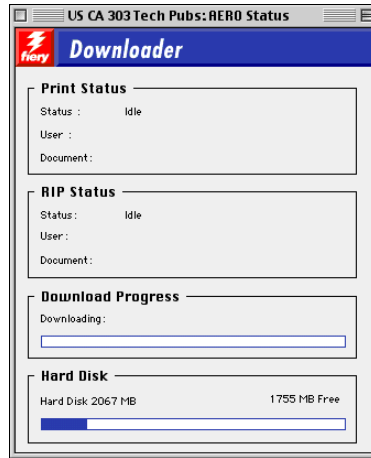 US CA 303 Tech Pubs:AERO Status
fiery Downloader
Print Status
Status : Idle
User :
Document:
RIP Status
Status: Idle
User:
Document:
Download Progress
Downloading:
Hard Disk
Hard Disk 2067 MB 1755 MB Free